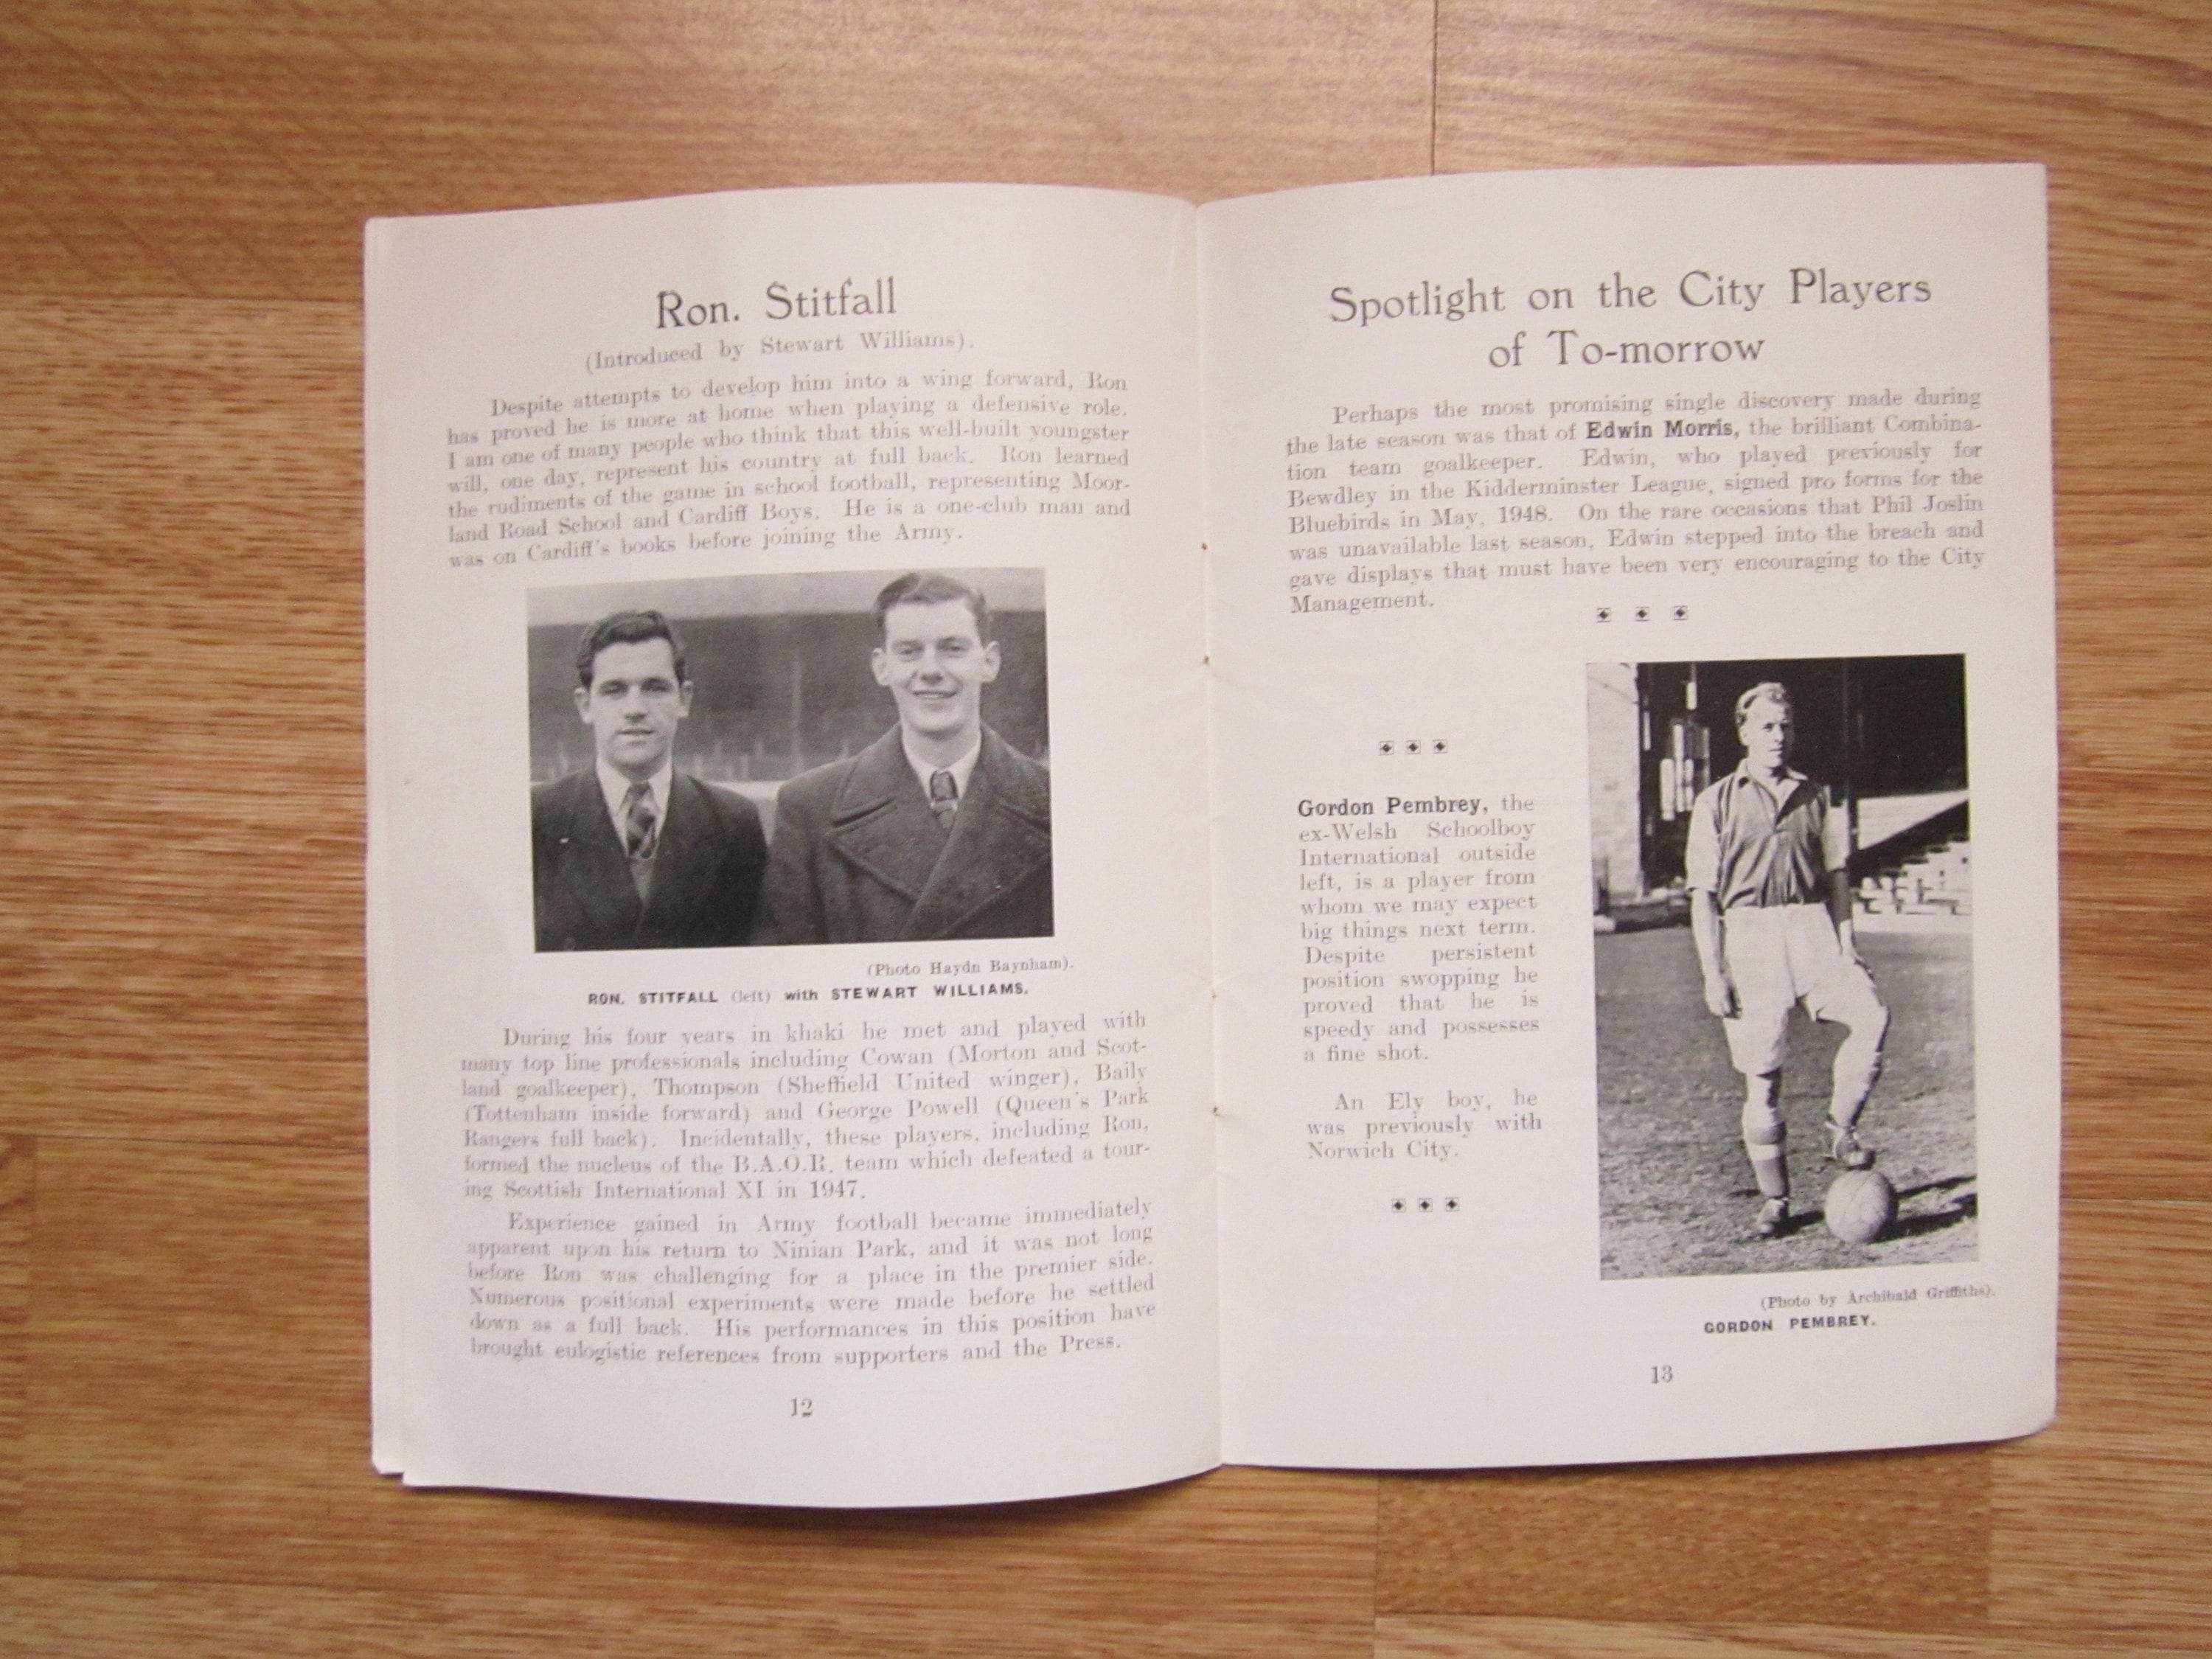 Ron. Stitfall
(Introduced by Stewart Williams).
Despite attempts to develop him into a wing forward, Ron
has proved he is more at home when playing a defensive role.
I am one of many people who think that this well-built youngster
will, one day, represent his country at full back. Ron learned
the rudiments of the game in school football, representing Moor-
land Road School and Cardiff Boys. He is a one-club man and
was on Cardiff's books before joining the Army.
(Photo Haydn Baynham).
RON. STITFALL (left) with STEWART WILLIAMS.
During his four years in khaki he met and played with
many top line professionals including Cowan (Morton and Scot-
land goalkeeper), Thompson (Sheffield United winger), Baily
(Tottenham inside forward) and George Powell (Queen's Park
Rangers full back). Incidentally, these players, including Ron,
formed the nucleus of the B.A.O.R. team which defeated a tour-
ing Scottish International XI in 1947.
Experience gained in Army football became immediately
apparent upon his return to Ninian Park, and it was not long
before Ron was challenging for a place in the premier side.
Numerous positional experiments were made before he settled
down as a full back. His performances in this position have
brought eulogistic references from supporters and the Press.
12
Spotlight on the City Players
of To-morrow
Perhaps the most promising single discovery made during
the late season was that of Edwin Morris, the brilliant Combina-
tion team goalkeeper. Edwin, who played previously for
Bewdley in the Kidderminster League, signed pro forms for the
Bluebirds in May, 1948. On the rare occasions that Phil Joslin
was unavailable last season, Edwin stepped into the breach and
gave displays that must have been very encouraging to the City
Management.
Gordon Pembrey, the
ex-Welsh Schoolboy
International outside
left, is a player from
whom we may expect
big things next term.
Despite persistent
position swopping he
proved that he is
speedy and possesses
a fine shot.
An Ely boy, he
was previously with
Norwich City.
(Photo by Archibald Griffiths).
GORDON PEMBREY.
13